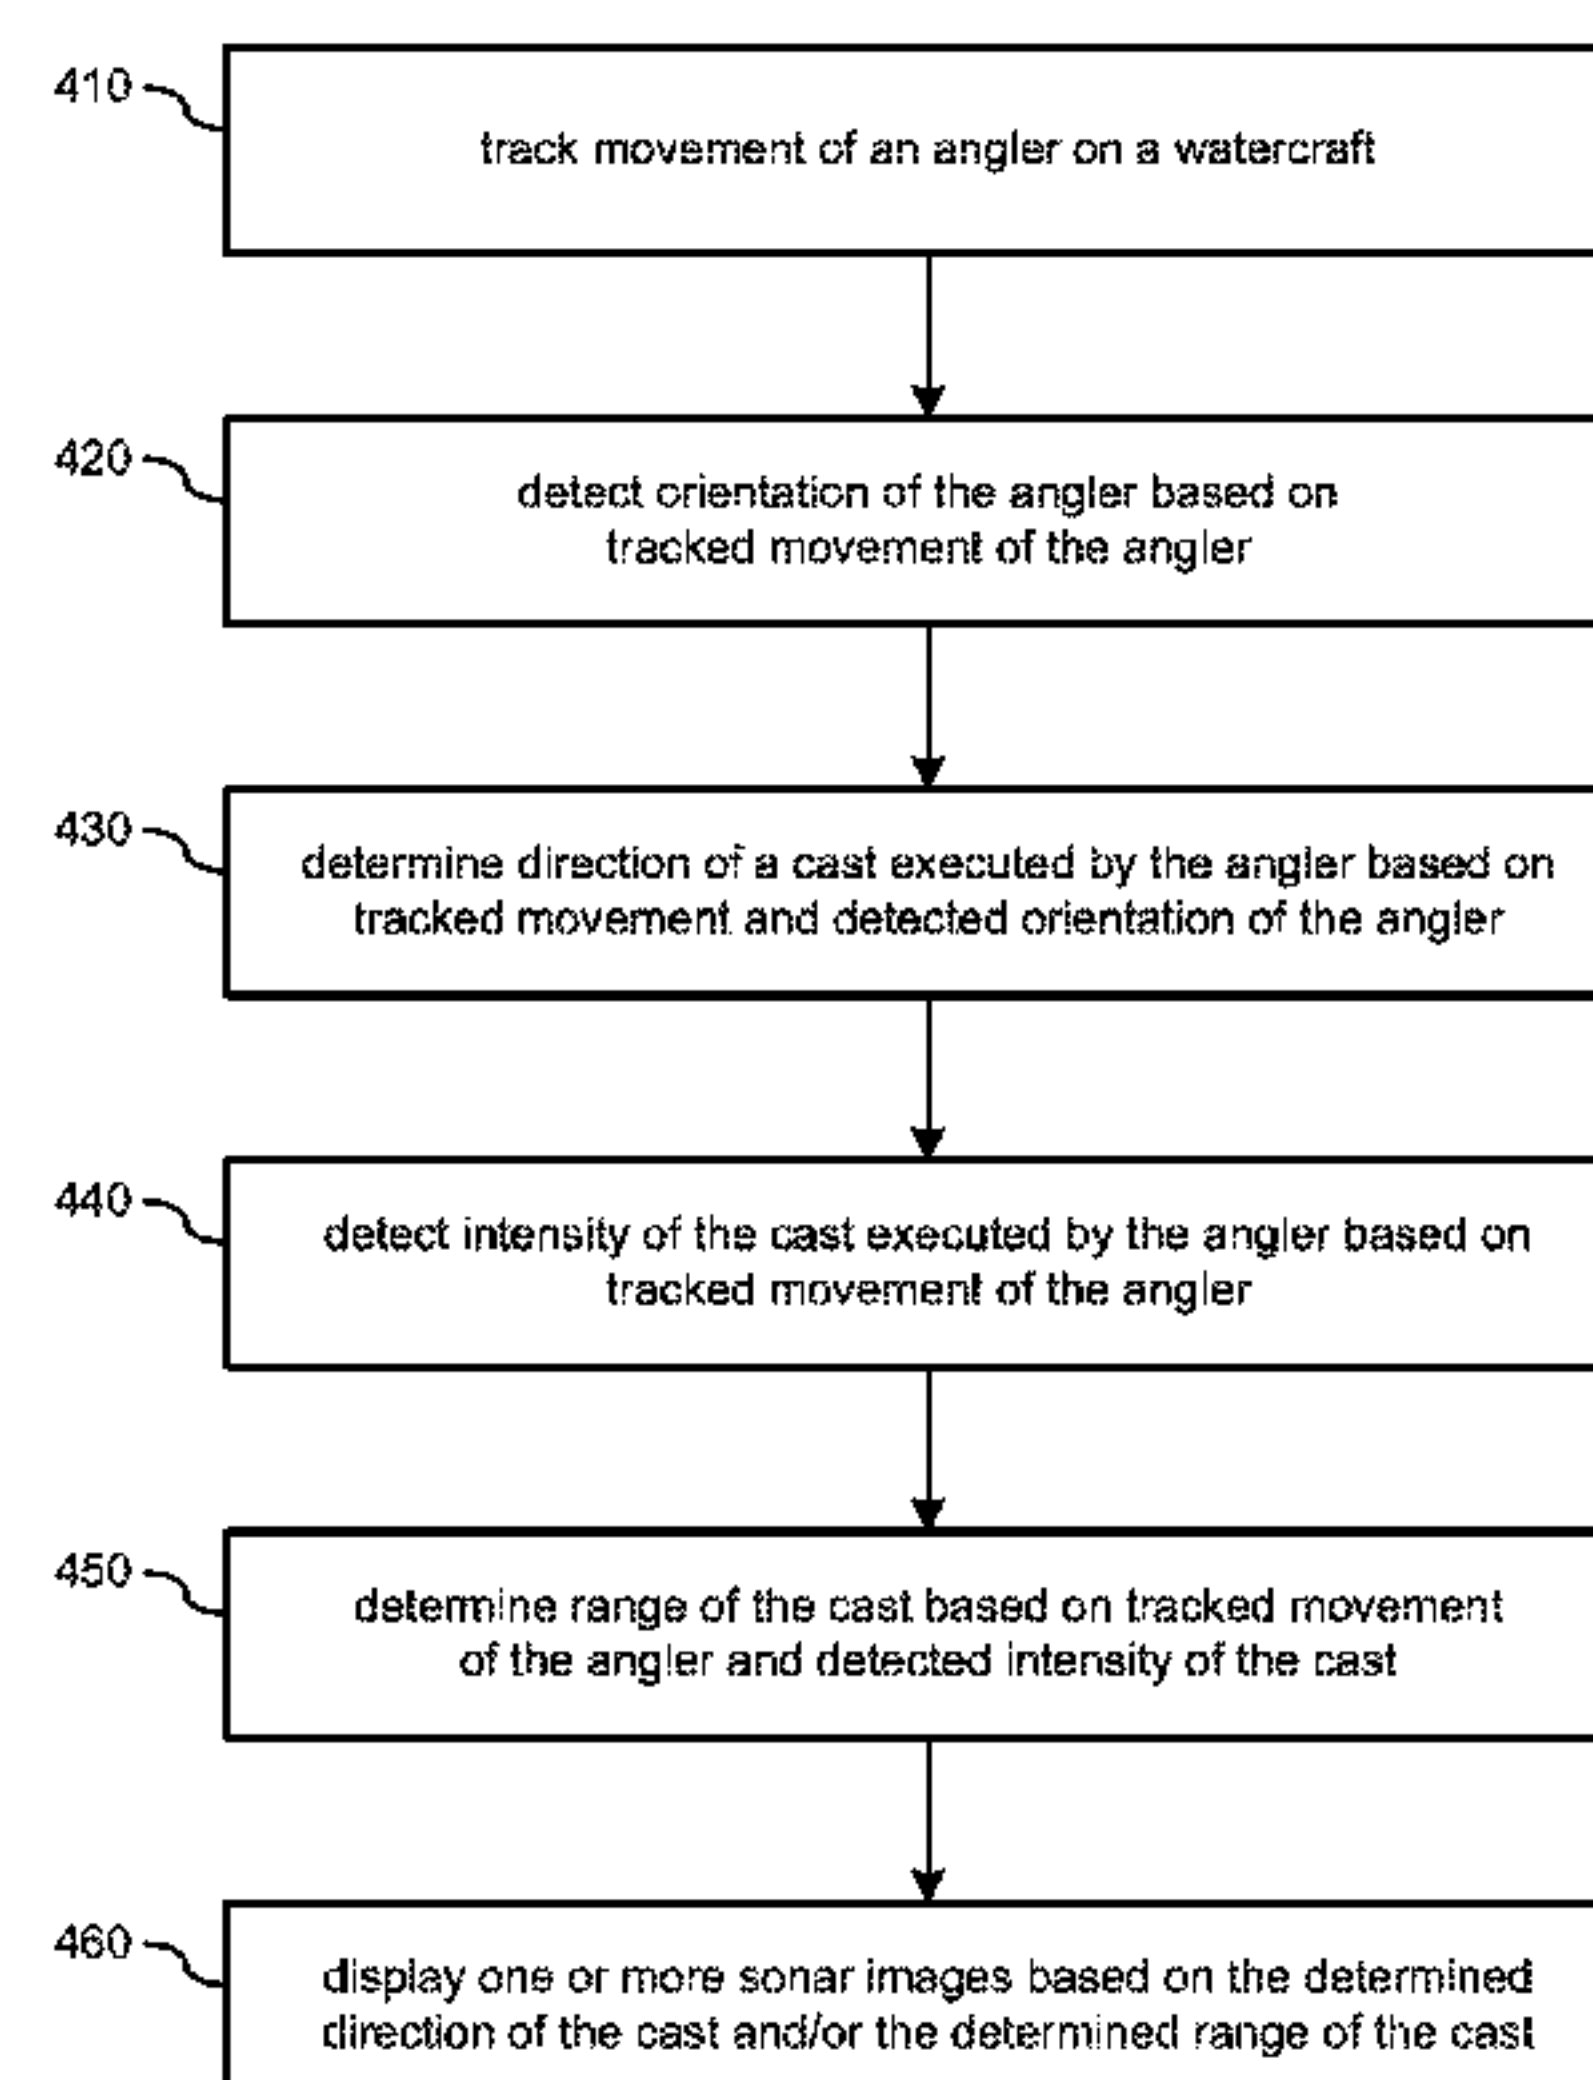 410
track movement of an angler on a watercraft
420
detect orientation of the angler based on
tracked movement of the angler
430
determine direction of a cast executed by the angler based on
tracked movement and detected orientation of the angler
440
detect intensity of the cast executed by the angler based on
tracked movement of the angler
450
determine range of the cast based on tracked movement
of the angler and detected intensity of the cast
460
display one or more sonar images based on the determined
direction of the cast and/or the determined range of the cast